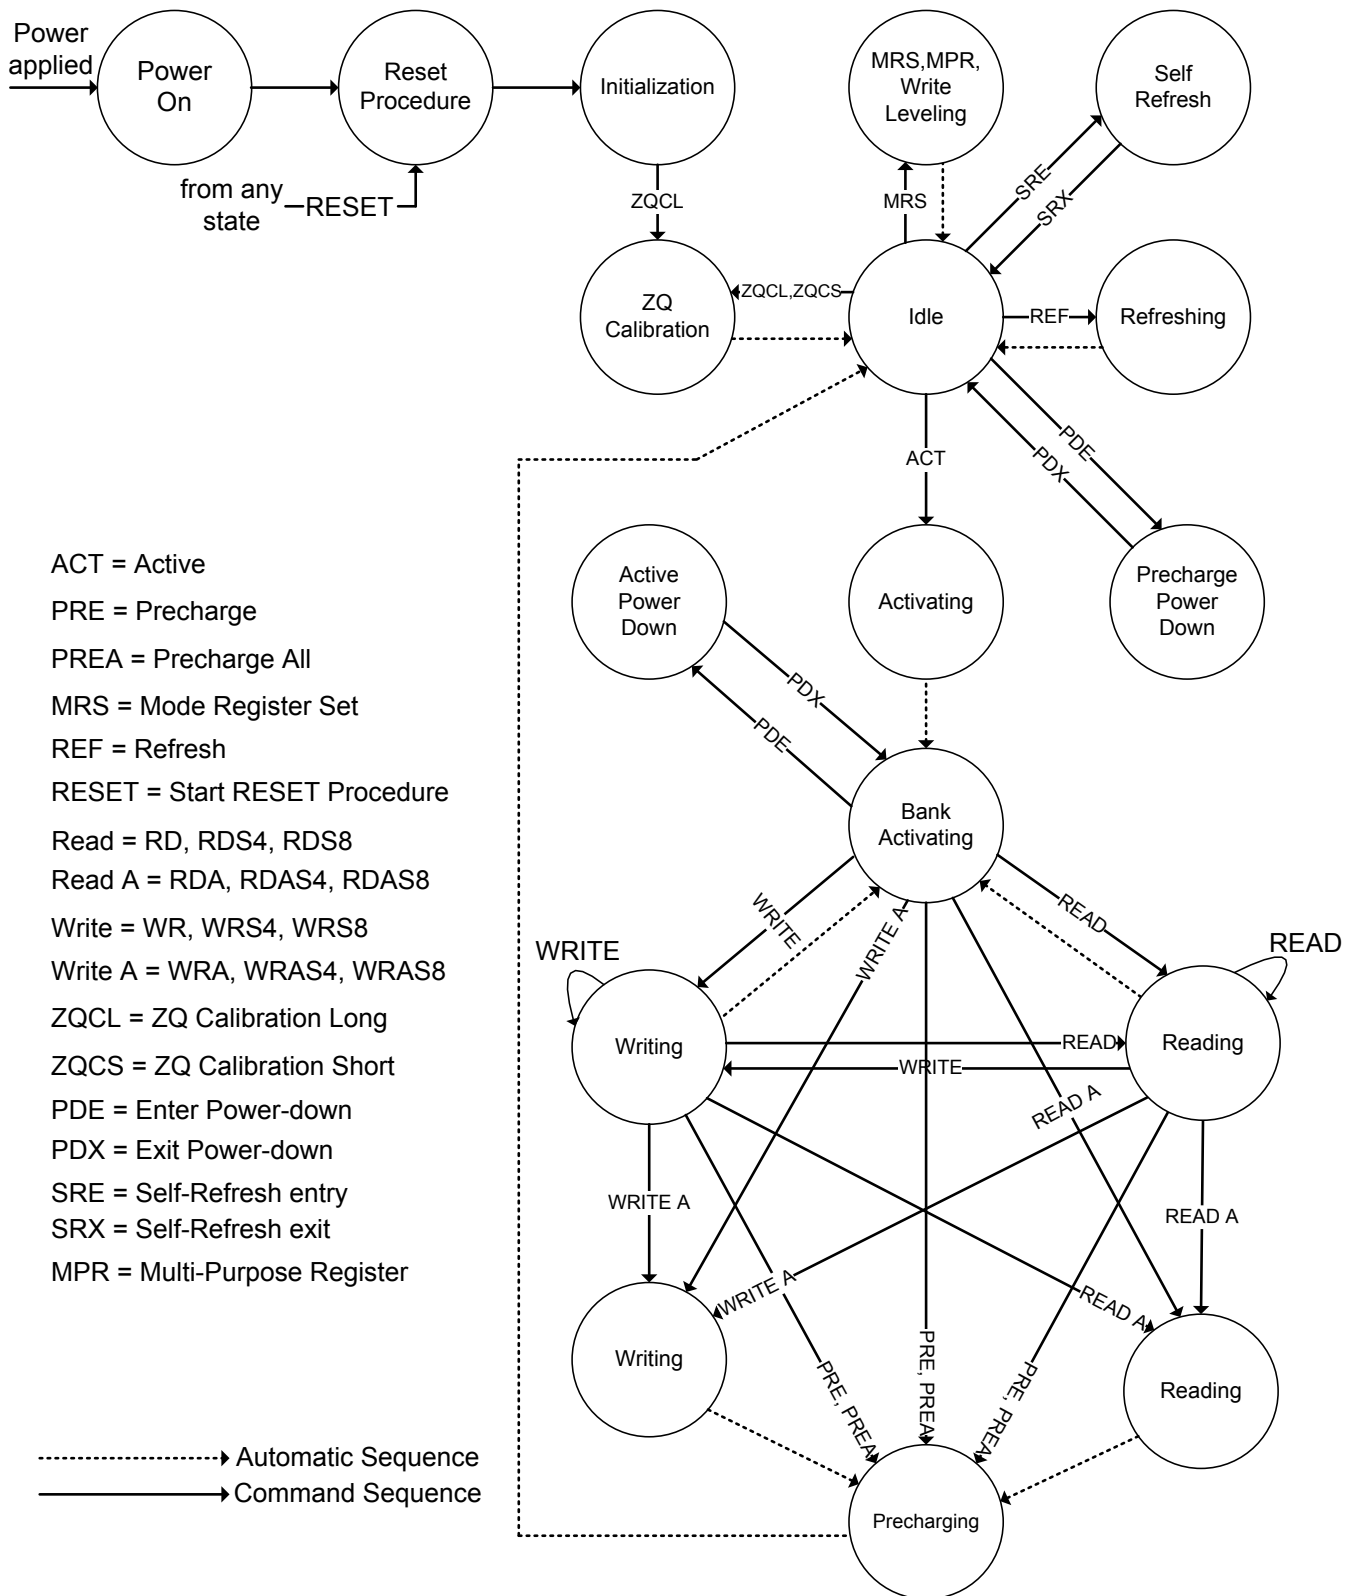 Power
applied
Power
On
Reset
Procedure
Initialization
MRS,MPR,
Write
Leveling
Self
Refresh
from any
state
RESET
ZQCL
MRS
SRE
SRX
ZQ
Calibration
ZQCL,ZQCS
Idle
REF
Refreshing
ACT
PDE
PDX
Active
Power
Down
Activating
Precharge
Power
Down
PDX
PDE
Bank
Activating
WRITE
WRITE A
READ
WRITE
READ
Writing
READ
WRITE
Reading
READ A
WRITE A
READ A
WRITE A
READ A
Writing
PRE, PREA
PRE, PREA
PRE, PREA
Reading
Precharging
ACT = Active
PRE = Precharge
PREA = Precharge All
MRS = Mode Register Set
REF = Refresh
RESET = Start RESET Procedure
Read = RD, RDS4, RDS8
Read A = RDA, RDAS4, RDAS8
Write = WR, WRS4, WRS8
Write A = WRA, WRAS4, WRAS8
ZQCL = ZQ Calibration Long
ZQCS = ZQ Calibration Short
PDE = Enter Power-down
PDX = Exit Power-down
SRE = Self-Refresh entry
SRX = Self-Refresh exit
MPR = Multi-Purpose Register
Automatic Sequence
Command Sequence